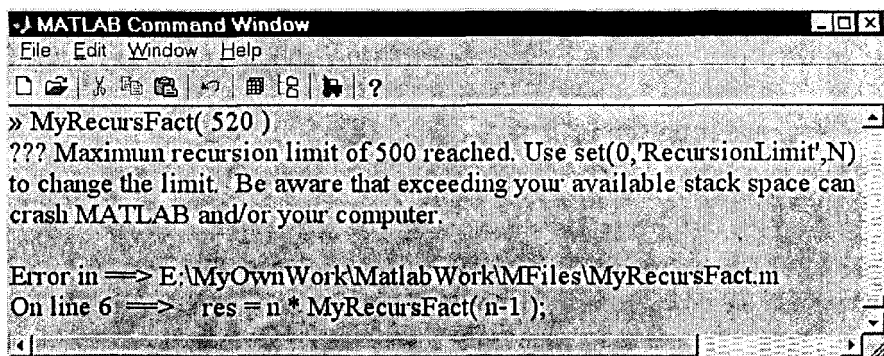 MATLAB Command Window
File Edit Window Help
?
» MyRecursFact( 520 )
??? Maximum recursion limit of 500 reached. Use set(0,'RecursionLimit',N)
to change the limit. Be aware that exceeding your available stack space can
crash MATLAB and/or your computer.
Error in ==> E:\MyOwnWork\MatlabWork\MFiles\MyRecursFact.m
On line 6 ==> res = n * MyRecursFact( n-1 );